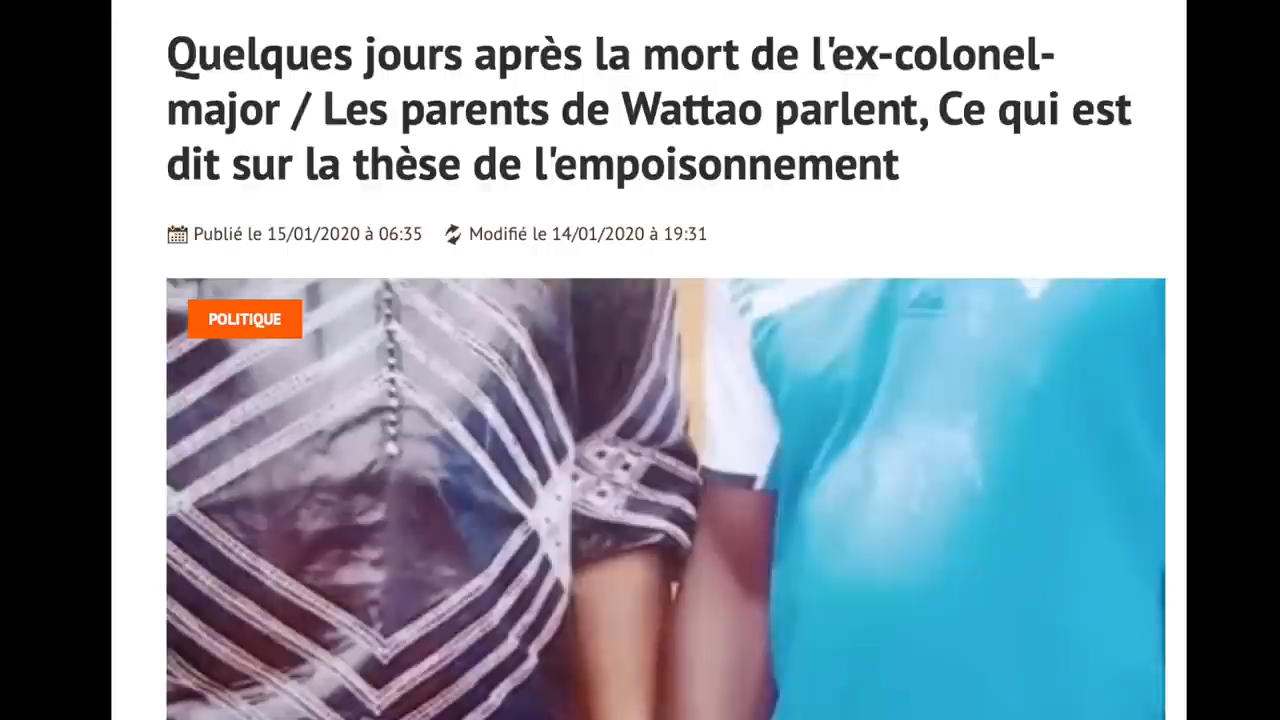 Quelques jours après la mort de l'ex-colonel-
major / Les parents de Wattao parlent, Ce qui est
dit sur la thèse de l'empoisonnement
Publié le 15/01/2020 à 06:35 Modifié le 14/01/2020 à 19:31
POLITIQUE